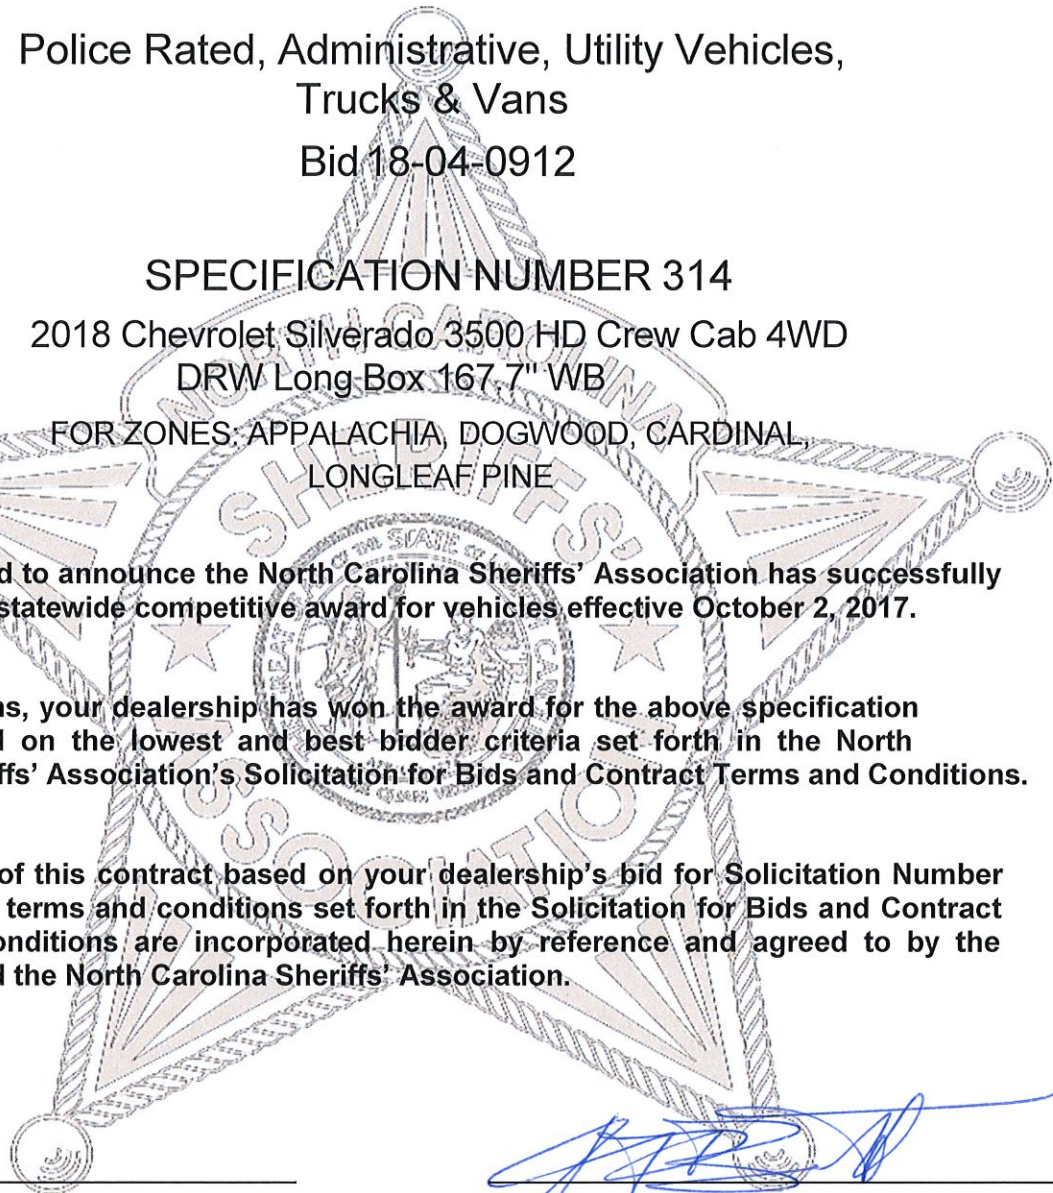 Police Rated, Administrative, Utility Vehicles,
Trucks & Vans
Bid 18-04-0912
SPECIFICATION NUMBER 314
2018 Chevrolet Silverado 3500 HD Crew Cab 4WD
DRW Long Box 167.7" WB
FOR ZONES: APPALACHIA, DOGWOOD, CARDINAL,
LONGLEAF PINE
NORTH CAROLINA
SHERIFFS'
d to announce the North Carolina Sheriffs' Association has successfully
statewide competitive award for vehicles effective October 2, 2017.
ns, your dealership has won the award for the above specification
on the lowest and best bidder criteria set forth in the North
ffs' Association's Solicitation for Bids and Contract Terms and Conditions.
ASSOCIATION
of this contract based on your dealership's bid for Solicitation Number
terms and conditions set forth in the Solicitation for Bids and Contract
onditions are incorporated herein by reference and agreed to by the
d the North Carolina Sheriffs' Association.